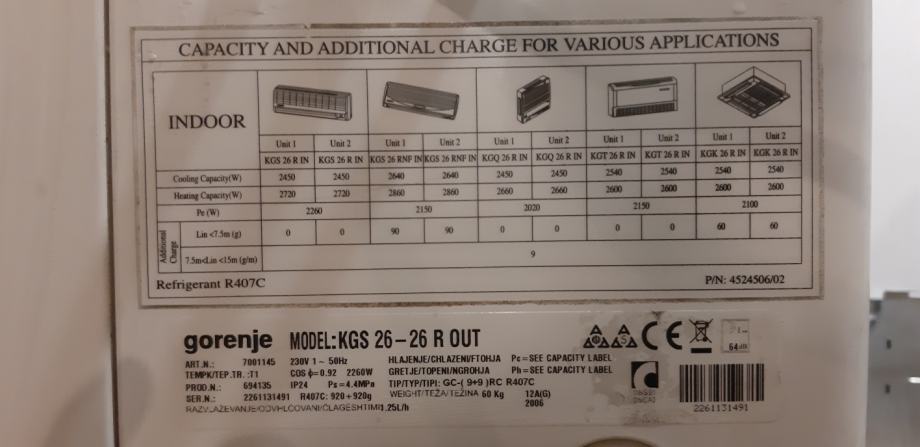 CAPACITY AND ADDITIONAL CHARGE FOR VARIOUS APPLICATIONS
INDOOR
Unit 1 Unit 2 Unit 1 Unit 2 Unit 1 Unit 2 Unit 1 Unit 2 Unit 1 Unit 2
KGS 26 R IN KGS 26 R IN KGS 26 RNF IN KGS 26 RNF IN KGQ 26 R IN KGQ 26 R IN KGT 26 R IN KGT 26 R IN KGK 26 R IN KGK 26 R IN
Cooling Capacity(W) 2450 2450 2640 2640 2450 2450 2540 2540 2540 2540
Heating Capacity(W) 2720 2720 2860 2860 2660 2660 2600 2600 2600 2600
Pe (W) 2260 2150 2020 2150 2100
Additional Charge
Lin <7.5m (g) 0 0 90 90 0 0 0 0 60 60
7.5m<Lin <15m (g/m) 9
Refrigerant R407C P/N: 4524506/02
gorenje MODEL:KGS 26-26 R OUT
ART.N.: 7001145 230V 1~ 50Hz HLAJENJE/CHLAZENI/FTOHJA Pc=SEE CAPACITY LABEL
TEMPK/TEP.TR.:T1 COS ϕ=0.92 2260W GRETJE/TOPENI/NGROHJA Ph=SEE CAPACITY LABEL
PROD.N.: 694135 IP24 Ps=4.4MPa TIP/TYP/TIPI: GC-( 9+9 )RC R407C
SER.N.: 2261131491 R407C: 920+920g WEIGHT/TEŽA/TEŽINA 60 Kg 12A(G)
RAZVLAŽEVANJE/ODVHLČOVANI/ÇLAGESHTIMI1.25L/h 2006
CE
64dB
2261131491